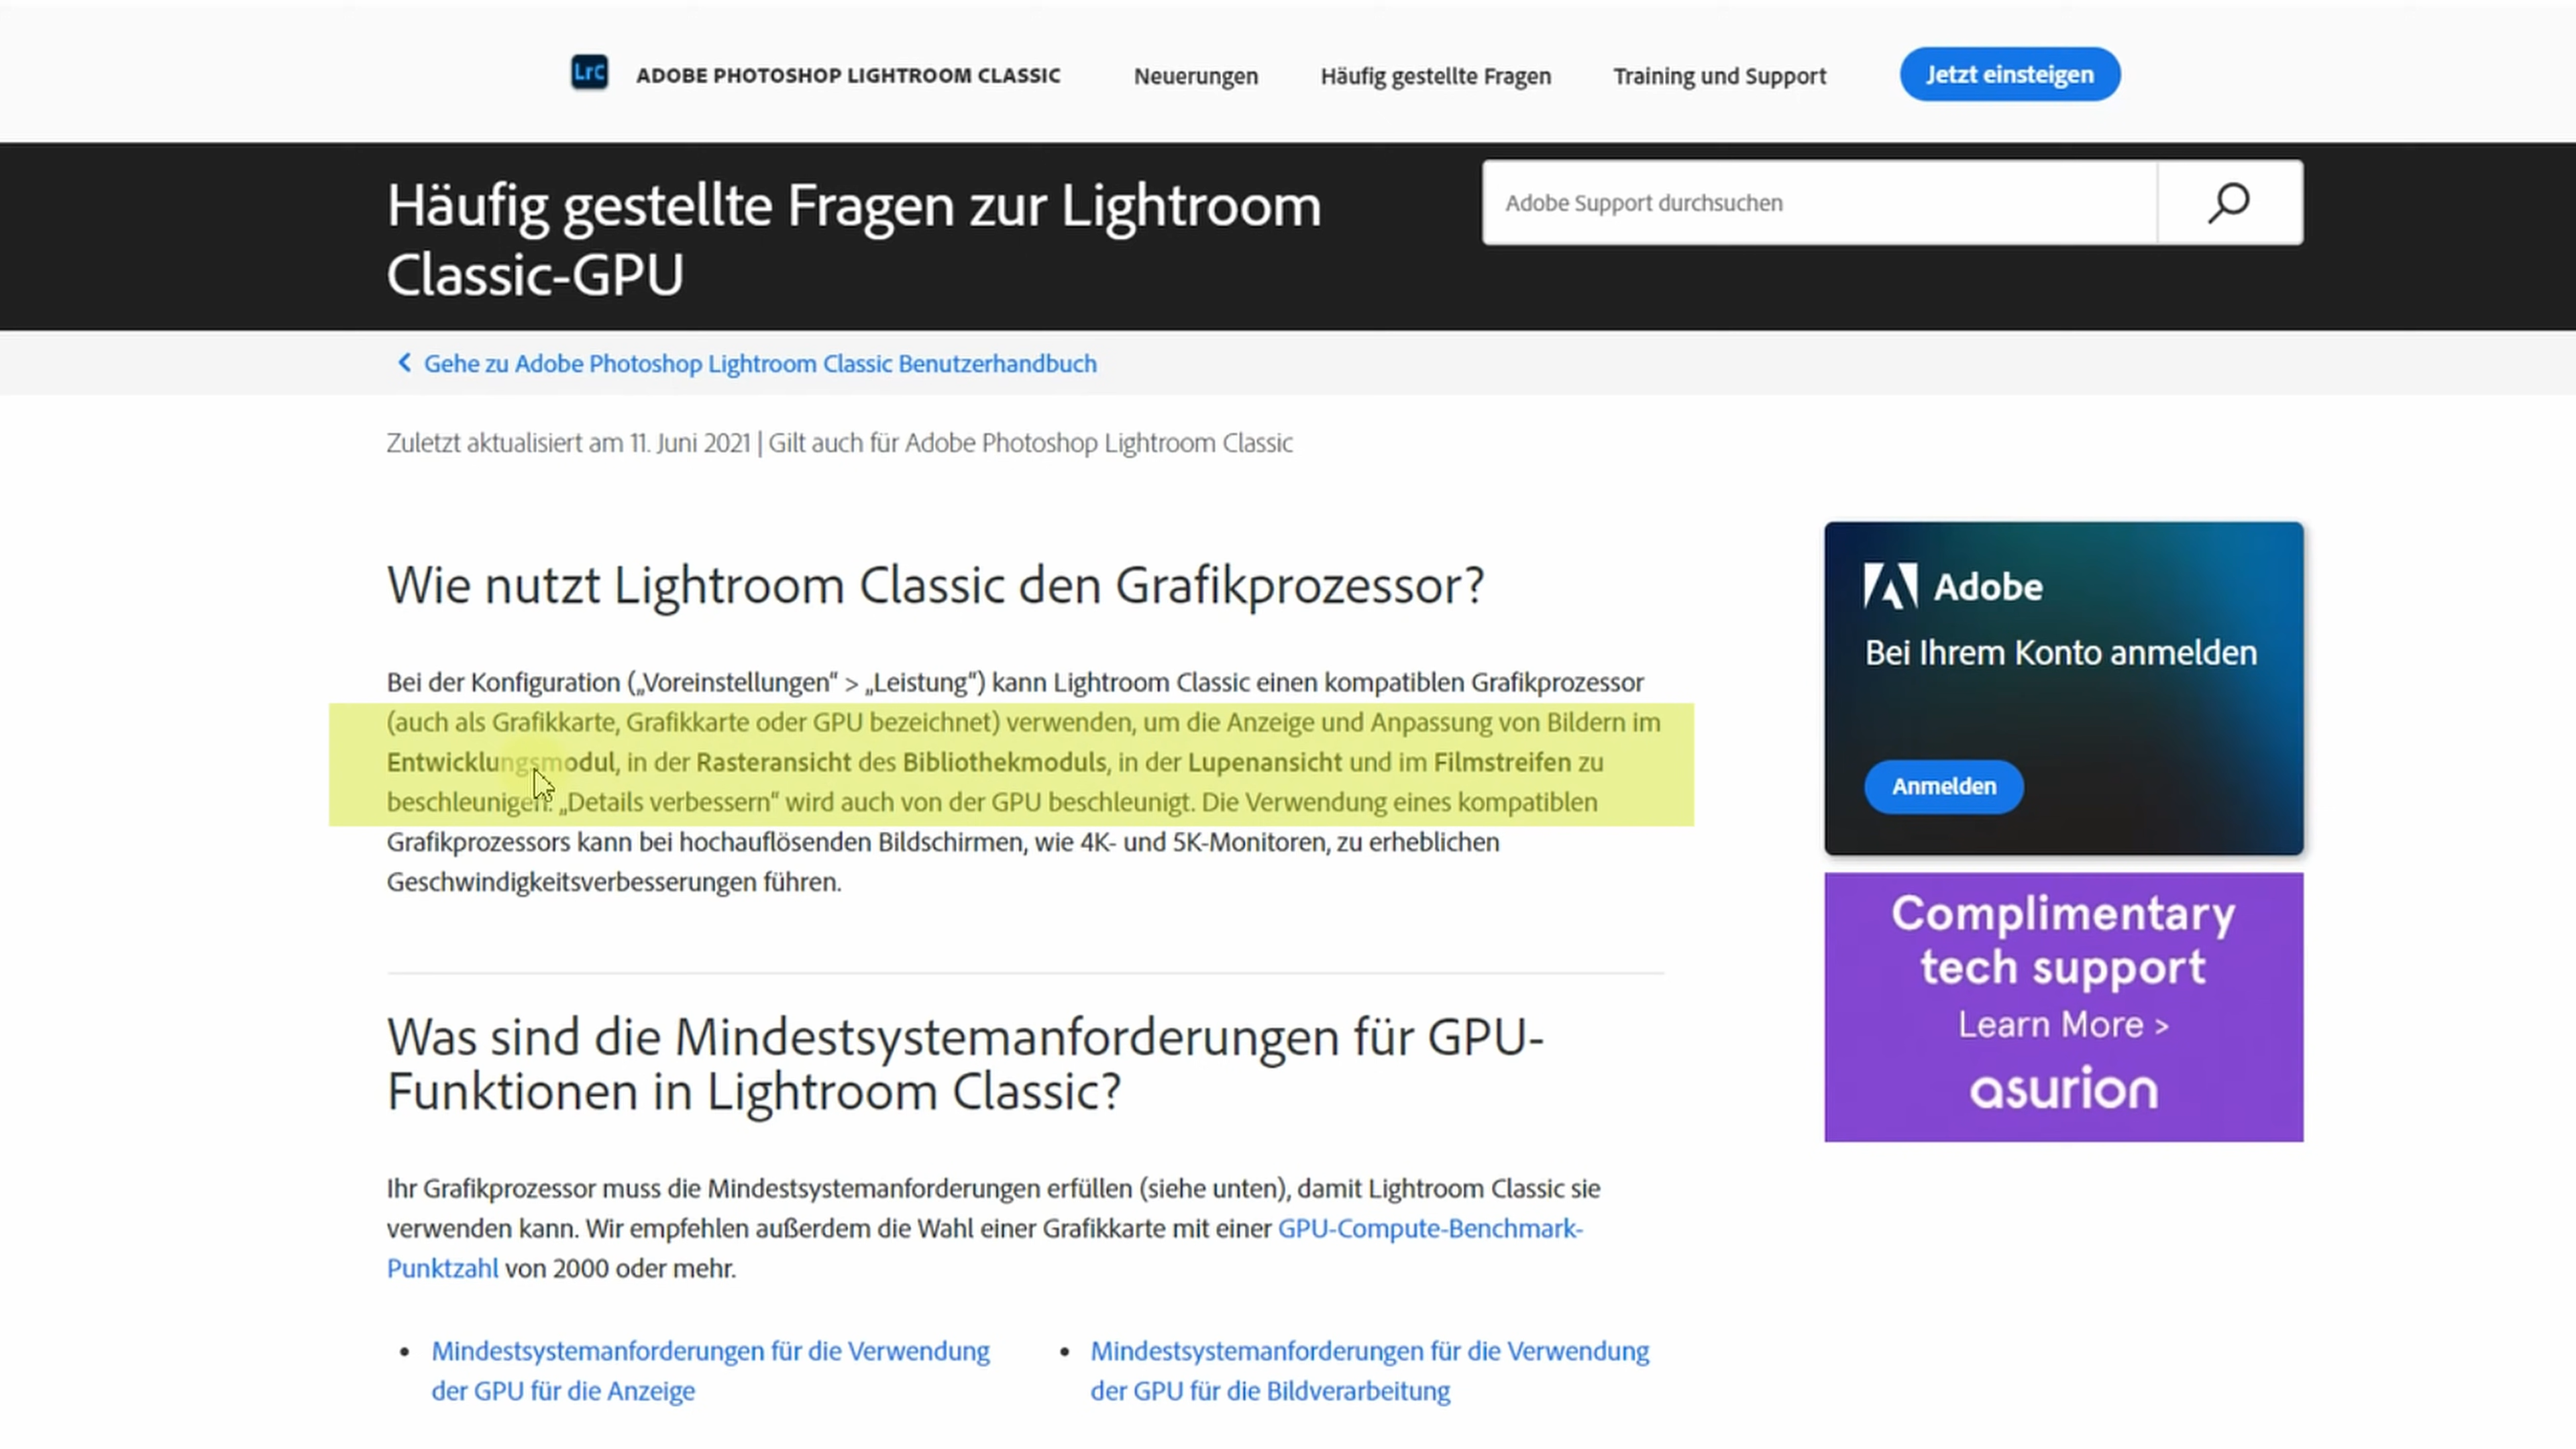 LrC ADOBE PHOTOSHOP LIGHTROOM CLASSIC Neuerungen Häufig gestellte Fragen Training und Support Jetzt einsteigen
Häufig gestellte Fragen zur Lightroom
Classic-GPU
Adobe Support durchsuchen
Gehe zu Adobe Photoshop Lightroom Classic Benutzerhandbuch
Zuletzt aktualisiert am 11. Juni 2021 | Gilt auch für Adobe Photoshop Lightroom Classic
Wie nutzt Lightroom Classic den Grafikprozessor?
Bei der Konfiguration („Voreinstellungen“ > „Leistung“) kann Lightroom Classic einen kompatiblen Grafikprozessor
(auch als Grafikkarte, Grafikkarte oder GPU bezeichnet) verwenden, um die Anzeige und Anpassung von Bildern im
Entwicklungsmodul, in der Rasteransicht des Bibliothekmoduls, in der Lupenansicht und im Filmstreifen zu
beschleunigen. „Details verbessern“ wird auch von der GPU beschleunigt. Die Verwendung eines kompatiblen
Grafikprozessors kann bei hochauflösenden Bildschirmen, wie 4K- und 5K-Monitoren, zu erheblichen
Geschwindigkeitsverbesserungen führen.
Was sind die Mindestsystemanforderungen für GPU-
Funktionen in Lightroom Classic?
Ihr Grafikprozessor muss die Mindestsystemanforderungen erfüllen (siehe unten), damit Lightroom Classic sie
verwenden kann. Wir empfehlen außerdem die Wahl einer Grafikkarte mit einer GPU-Compute-Benchmark-
Punktzahl von 2000 oder mehr.
• Mindestsystemanforderungen für die Verwendung
der GPU für die Anzeige
• Mindestsystemanforderungen für die Verwendung
der GPU für die Bildverarbeitung
Adobe
Bei Ihrem Konto anmelden
Anmelden
Complimentary
tech support
Learn More >
asurion